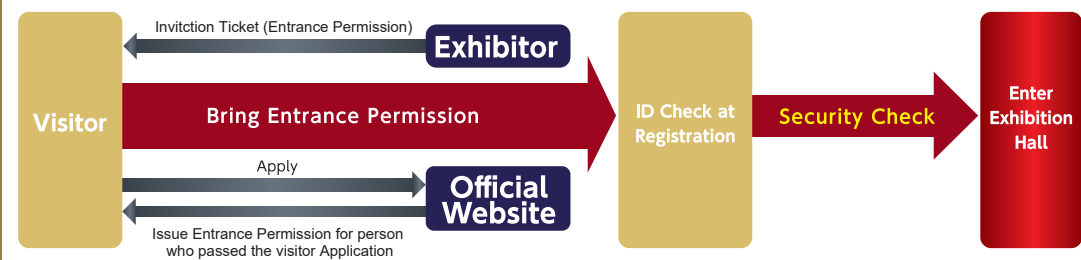 Invitction Ticket (Entrance Permission)
Exhibitor
Visitor
Bring Entrance Permission
Apply
Official
Website
Issue Entrance Permission for person
who passed the visitor Application
ID Check at
Registration
Security Check
Enter
Exhibition
Hall